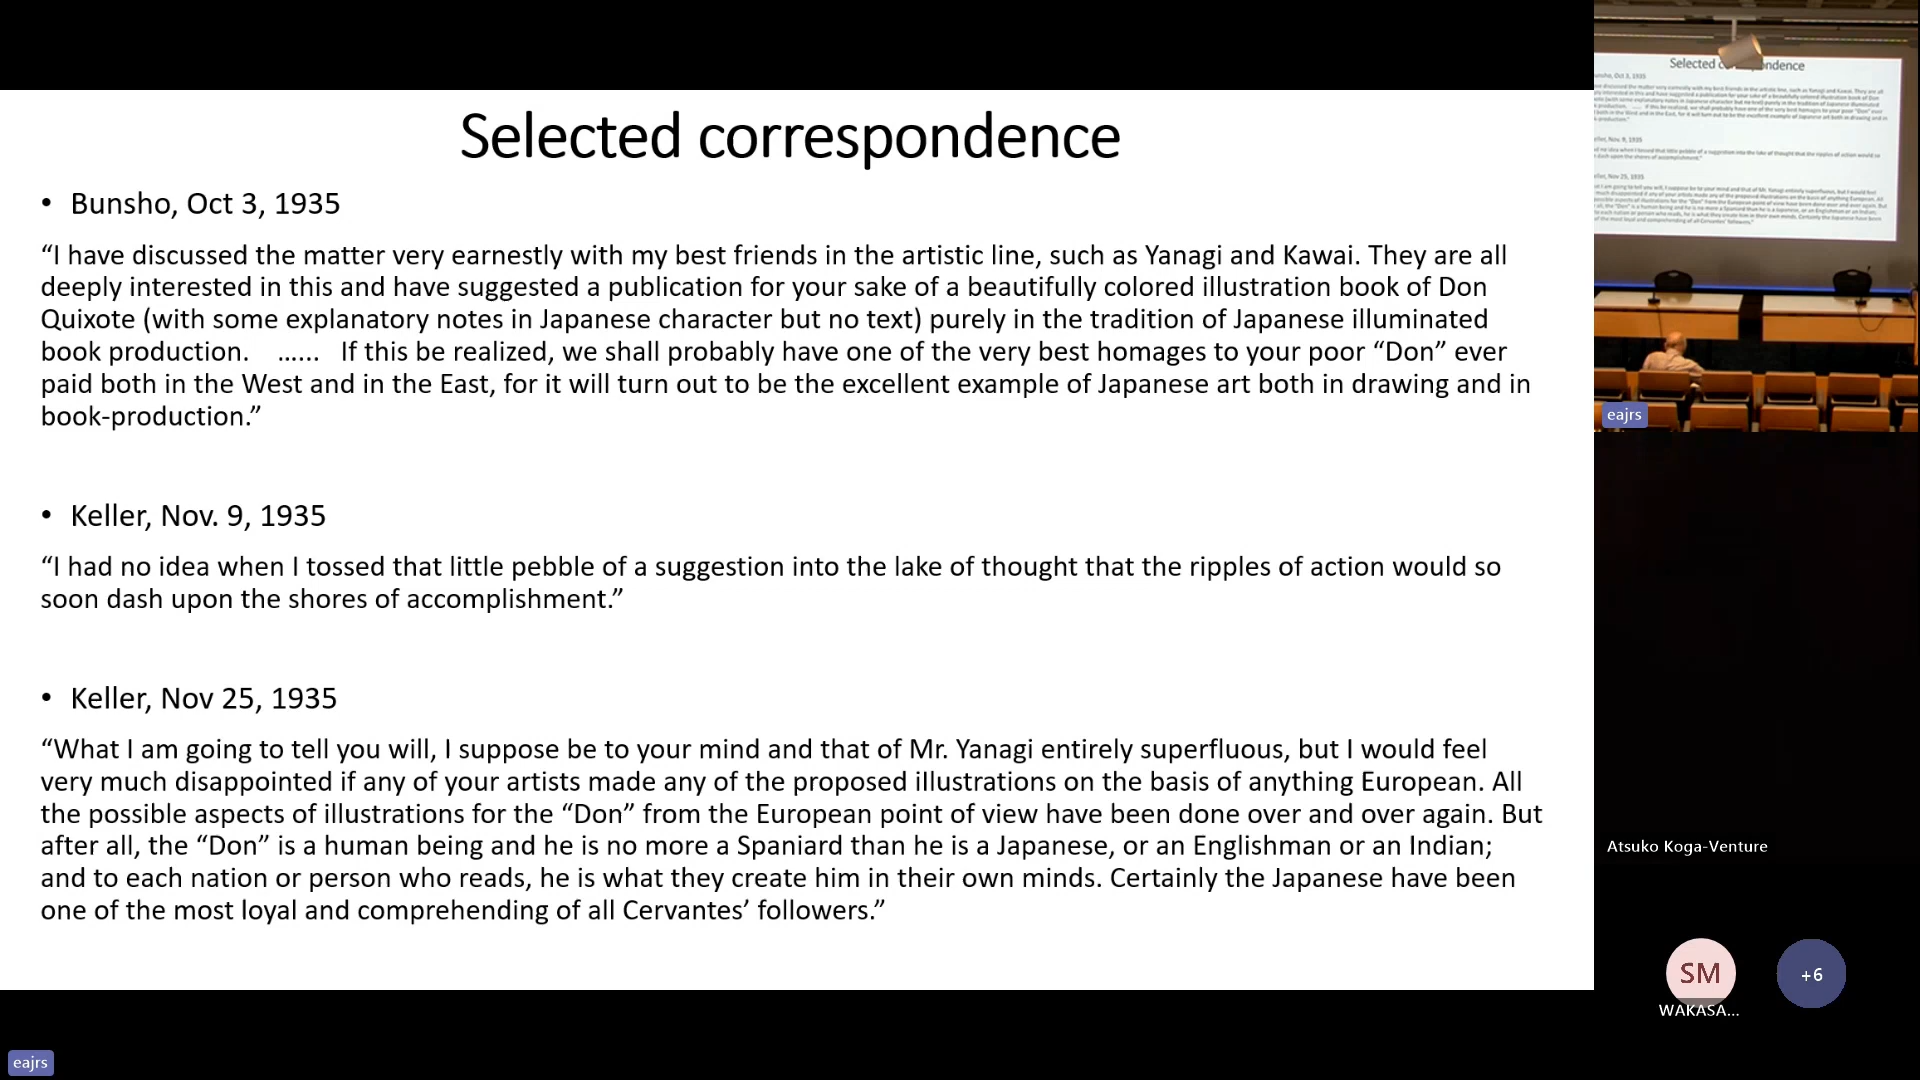 Selected correspondence
• Bunsho, Oct 3, 1935
“I have discussed the matter very earnestly with my best friends in the artistic line, such as Yanagi and Kawai. They are all
deeply interested in this and have suggested a publication for your sake of a beautifully colored illustration book of Don
Quixote (with some explanatory notes in Japanese character but no text) purely in the tradition of Japanese illuminated
book production. …... If this be realized, we shall probably have one of the very best homages to your poor “Don” ever
paid both in the West and in the East, for it will turn out to be the excellent example of Japanese art both in drawing and in
book-production.”
• Keller, Nov. 9, 1935
“I had no idea when I tossed that little pebble of a suggestion into the lake of thought that the ripples of action would so
soon dash upon the shores of accomplishment.”
• Keller, Nov 25, 1935
“What I am going to tell you will, I suppose be to your mind and that of Mr. Yanagi entirely superfluous, but I would feel
very much disappointed if any of your artists made any of the proposed illustrations on the basis of anything European. All
the possible aspects of illustrations for the “Don” from the European point of view have been done over and over again. But
after all, the “Don” is a human being and he is no more a Spaniard than he is a Japanese, or an Englishman or an Indian;
and to each nation or person who reads, he is what they create him in their own minds. Certainly the Japanese have been
one of the most loyal and comprehending of all Cervantes’ followers.”
eajrs
Selected
eajrs
Atsuko Koga-Venture
SM
+6
WAKASA...